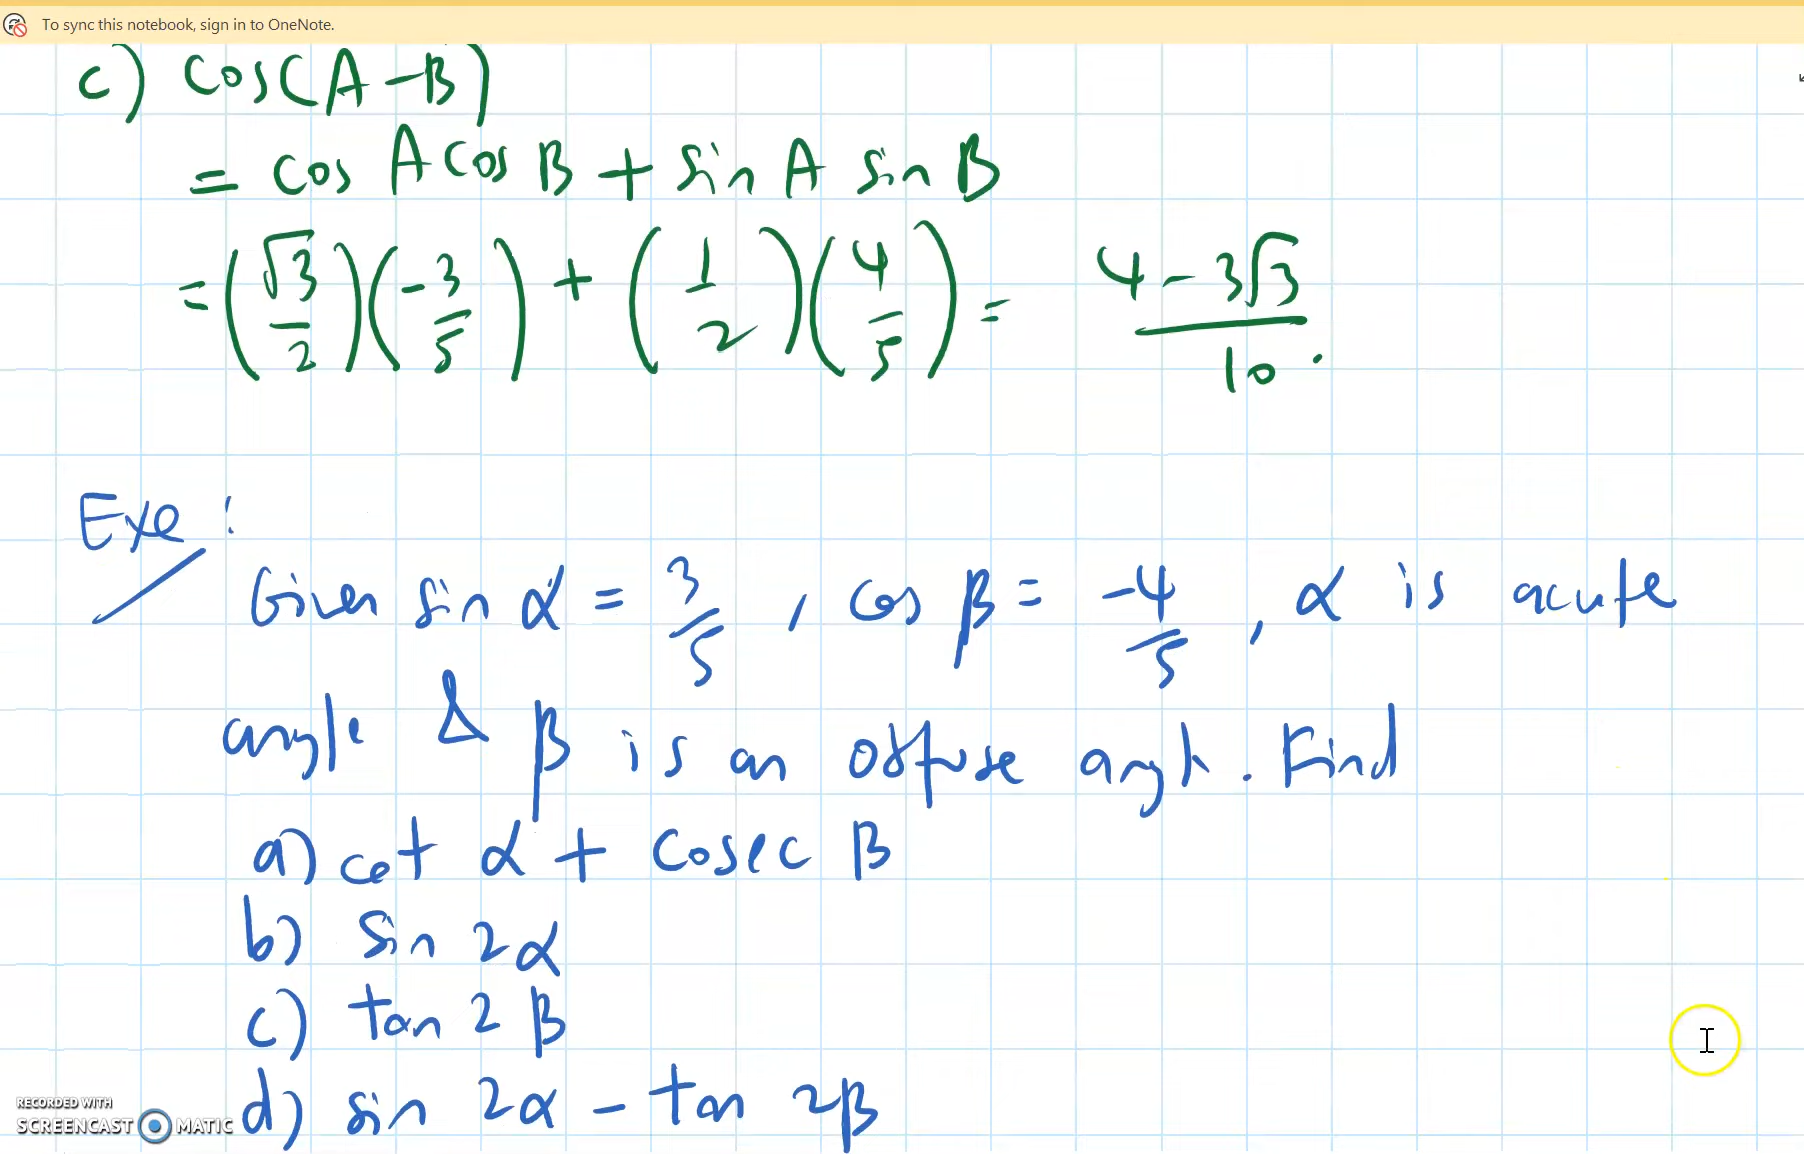 To sync this notebook, sign in to OneNote.
c) cos(A-B)
= cos A cos B + sin A sin B
= (√3/2)(-3/5) + (1/2)(4/5) = 4-3√3/10.
Exe:
Given sin α = 3/5, cos β = -4/5, α is acute
angle & β is an obtuse angle. Find
a) cot α + cosec β
b) sin 2α
c) tan 2β
d) sin 2α - tan 2β
RECORDED WITH
SCREENCAST MATIC